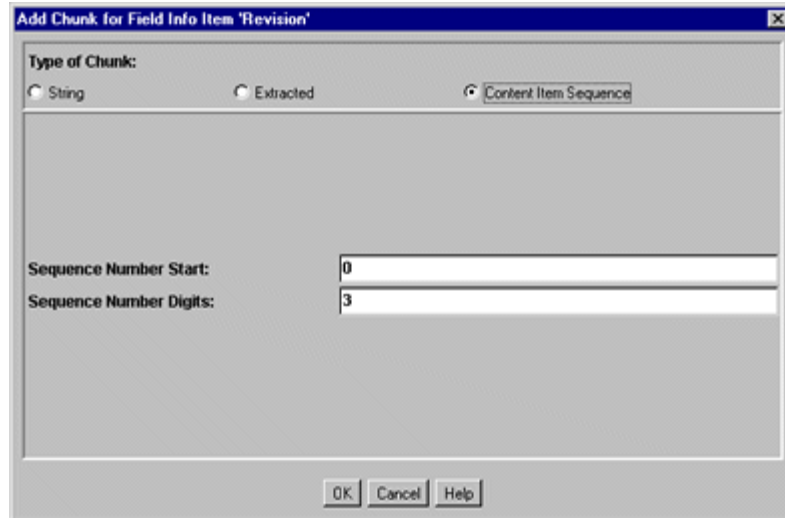 Add Chunk for Field Info Item 'Revision'
Type of Chunk:
String Extracted Content Item Sequence
Sequence Number Start: 0
Sequence Number Digits: 3
OK Cancel Help